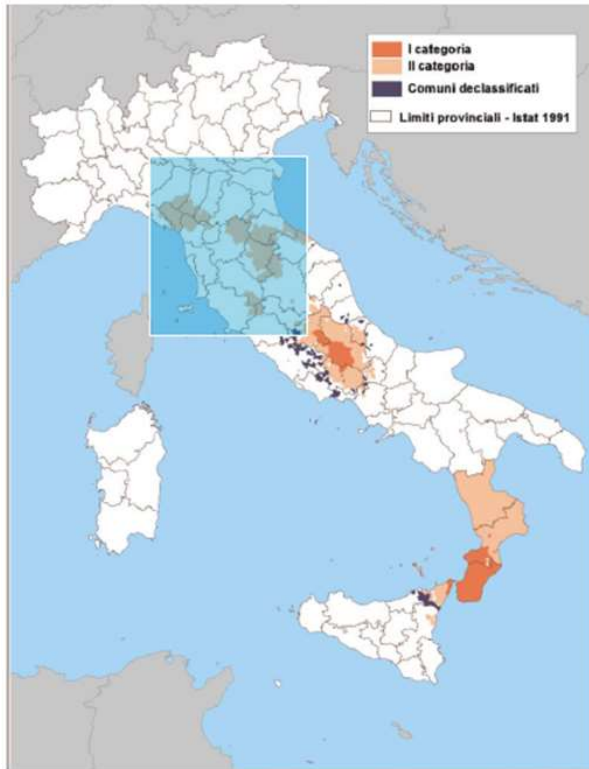 I categoria
II categoria
Comuni declassificati
Limiti provinciali - Istat 1991